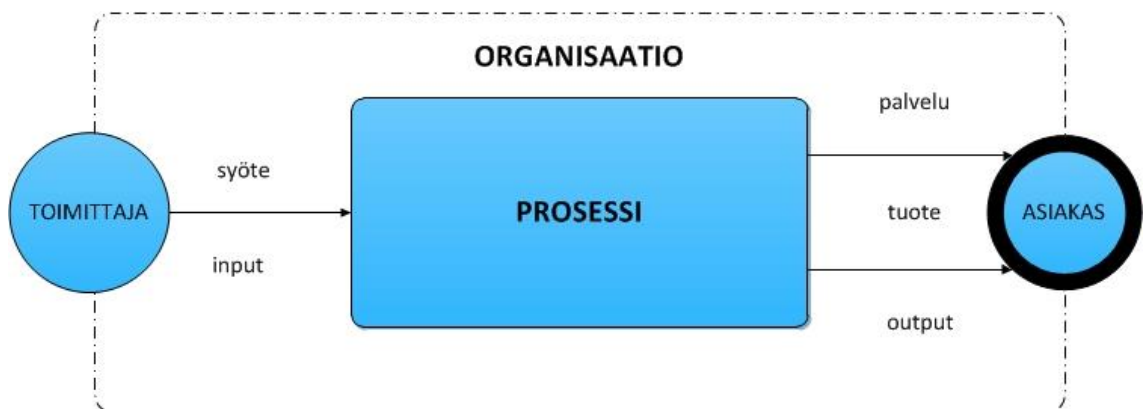 ORGANISAATIO
TOIMITTAJA
syöte
input
PROSESSI
palvelu
tuote
output
ASIAKAS